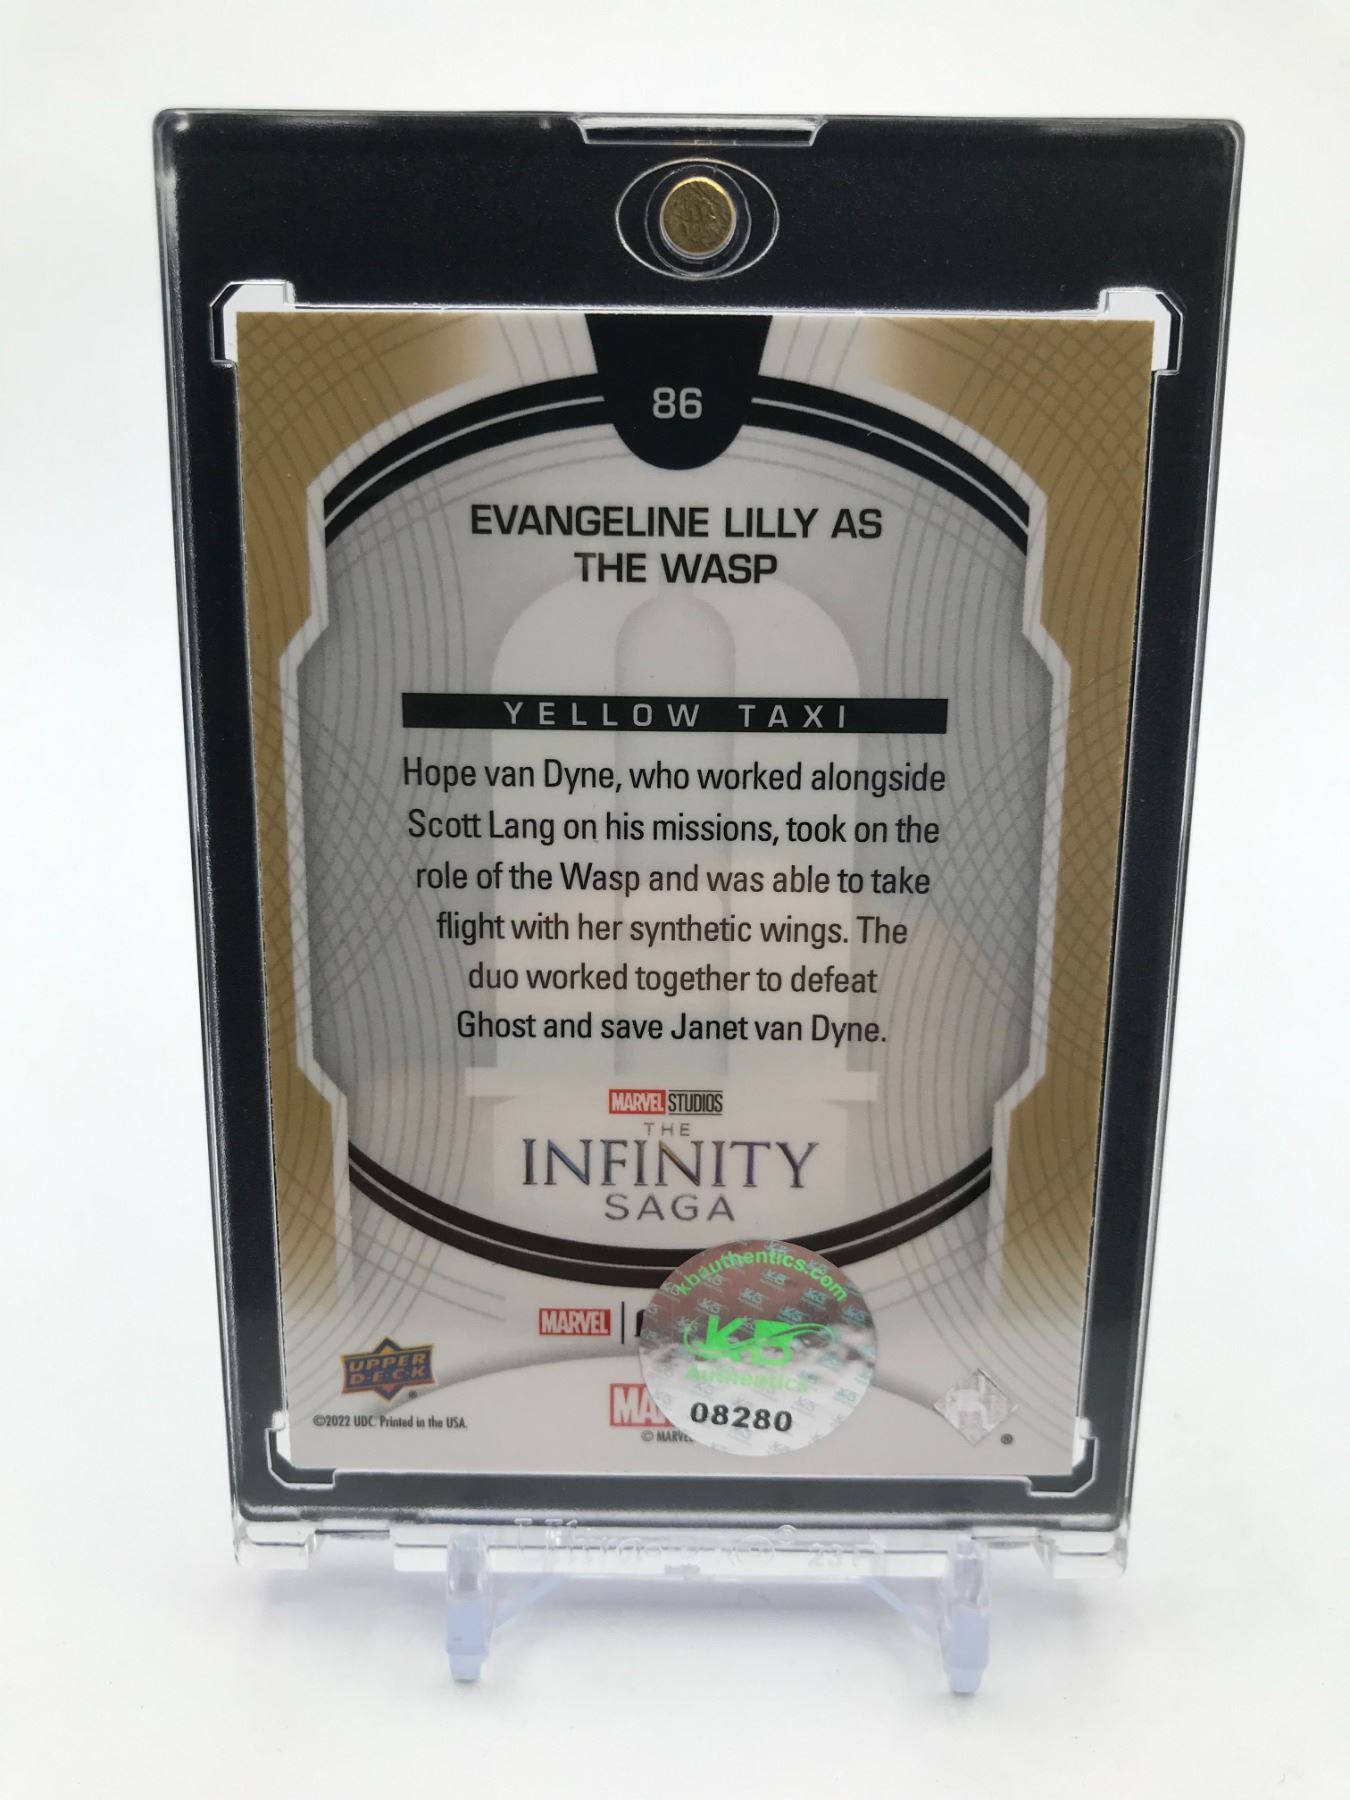 86
EVANGELINE LILLY AS
THE WASP
YELLOW TAXI
Hope van Dyne, who worked alongside
Scott Lang on his missions, took on the
role of the Wasp and was able to take
flight with her synthetic wings. The
duo worked together to defeat
Ghost and save Janet van Dyne.
MARVEL STUDIOS
THE
INFINITY
SAGA
kbauthentics.com
KB
Authentics
08280
MARVEL
UPPER
DECK
®
©2022 UDC. Printed in the USA.
©
®